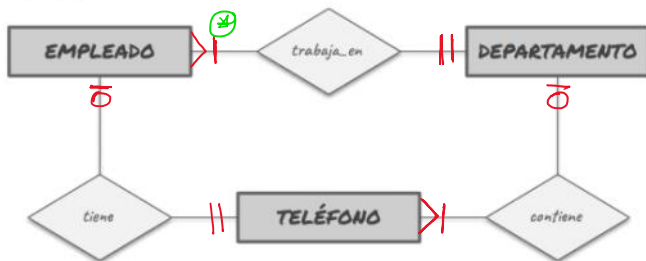 EMPLEADO
trabaja_en
DEPARTAMENTO
tiene
TELÉFONO
contiene